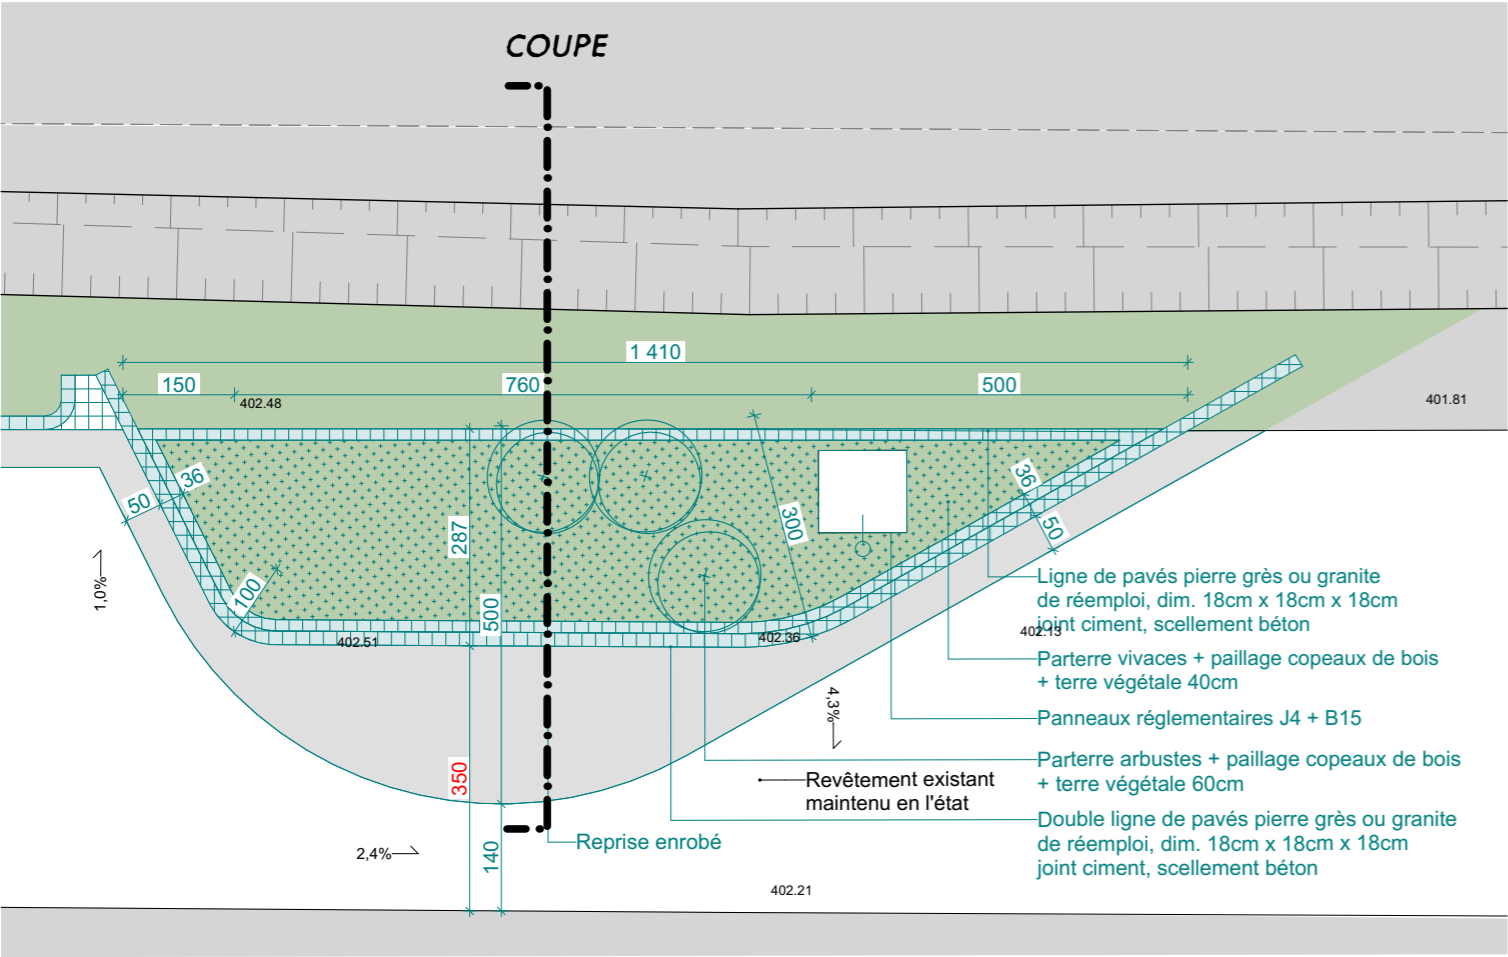 COUPE
1 410
150
760
500
402.48
401.81
36
50
287
300
36
50
100
500
1,0%
402.51
402.36
402.13
Ligne de pavés pierre grès ou granite
de réemploi, dim. 18cm x 18cm x 18cm
joint ciment, scellement béton
Parterre vivaces + paillage copeaux de bois
+ terre végétale 40cm
Panneaux réglementaires J4 + B15
4,3%
Parterre arbustes + paillage copeaux de bois
+ terre végétale 60cm
350
Revêtement existant
maintenu en l'état
Double ligne de pavés pierre grès ou granite
de réemploi, dim. 18cm x 18cm x 18cm
joint ciment, scellement béton
Reprise enrobé
2,4%
140
402.21